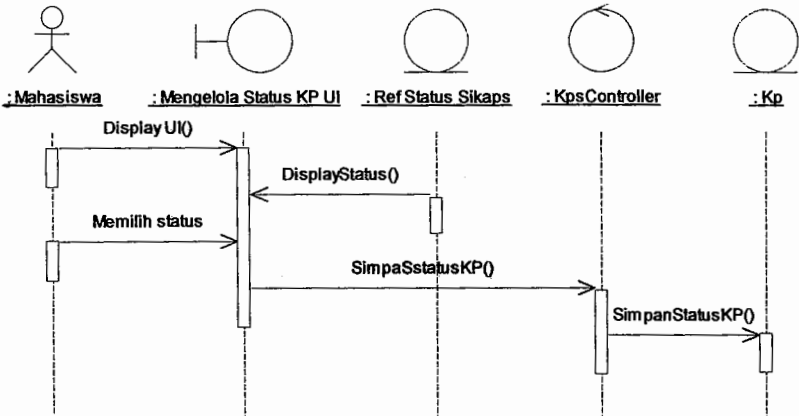 : Mahasiswa
: Mengelola Status KP UI
: Ref Status Sikaps
: KpsController
: Kp
Display UI()
DisplayStatus()
Memilih status
SimpaSstatusKP()
SimpanStatusKP()